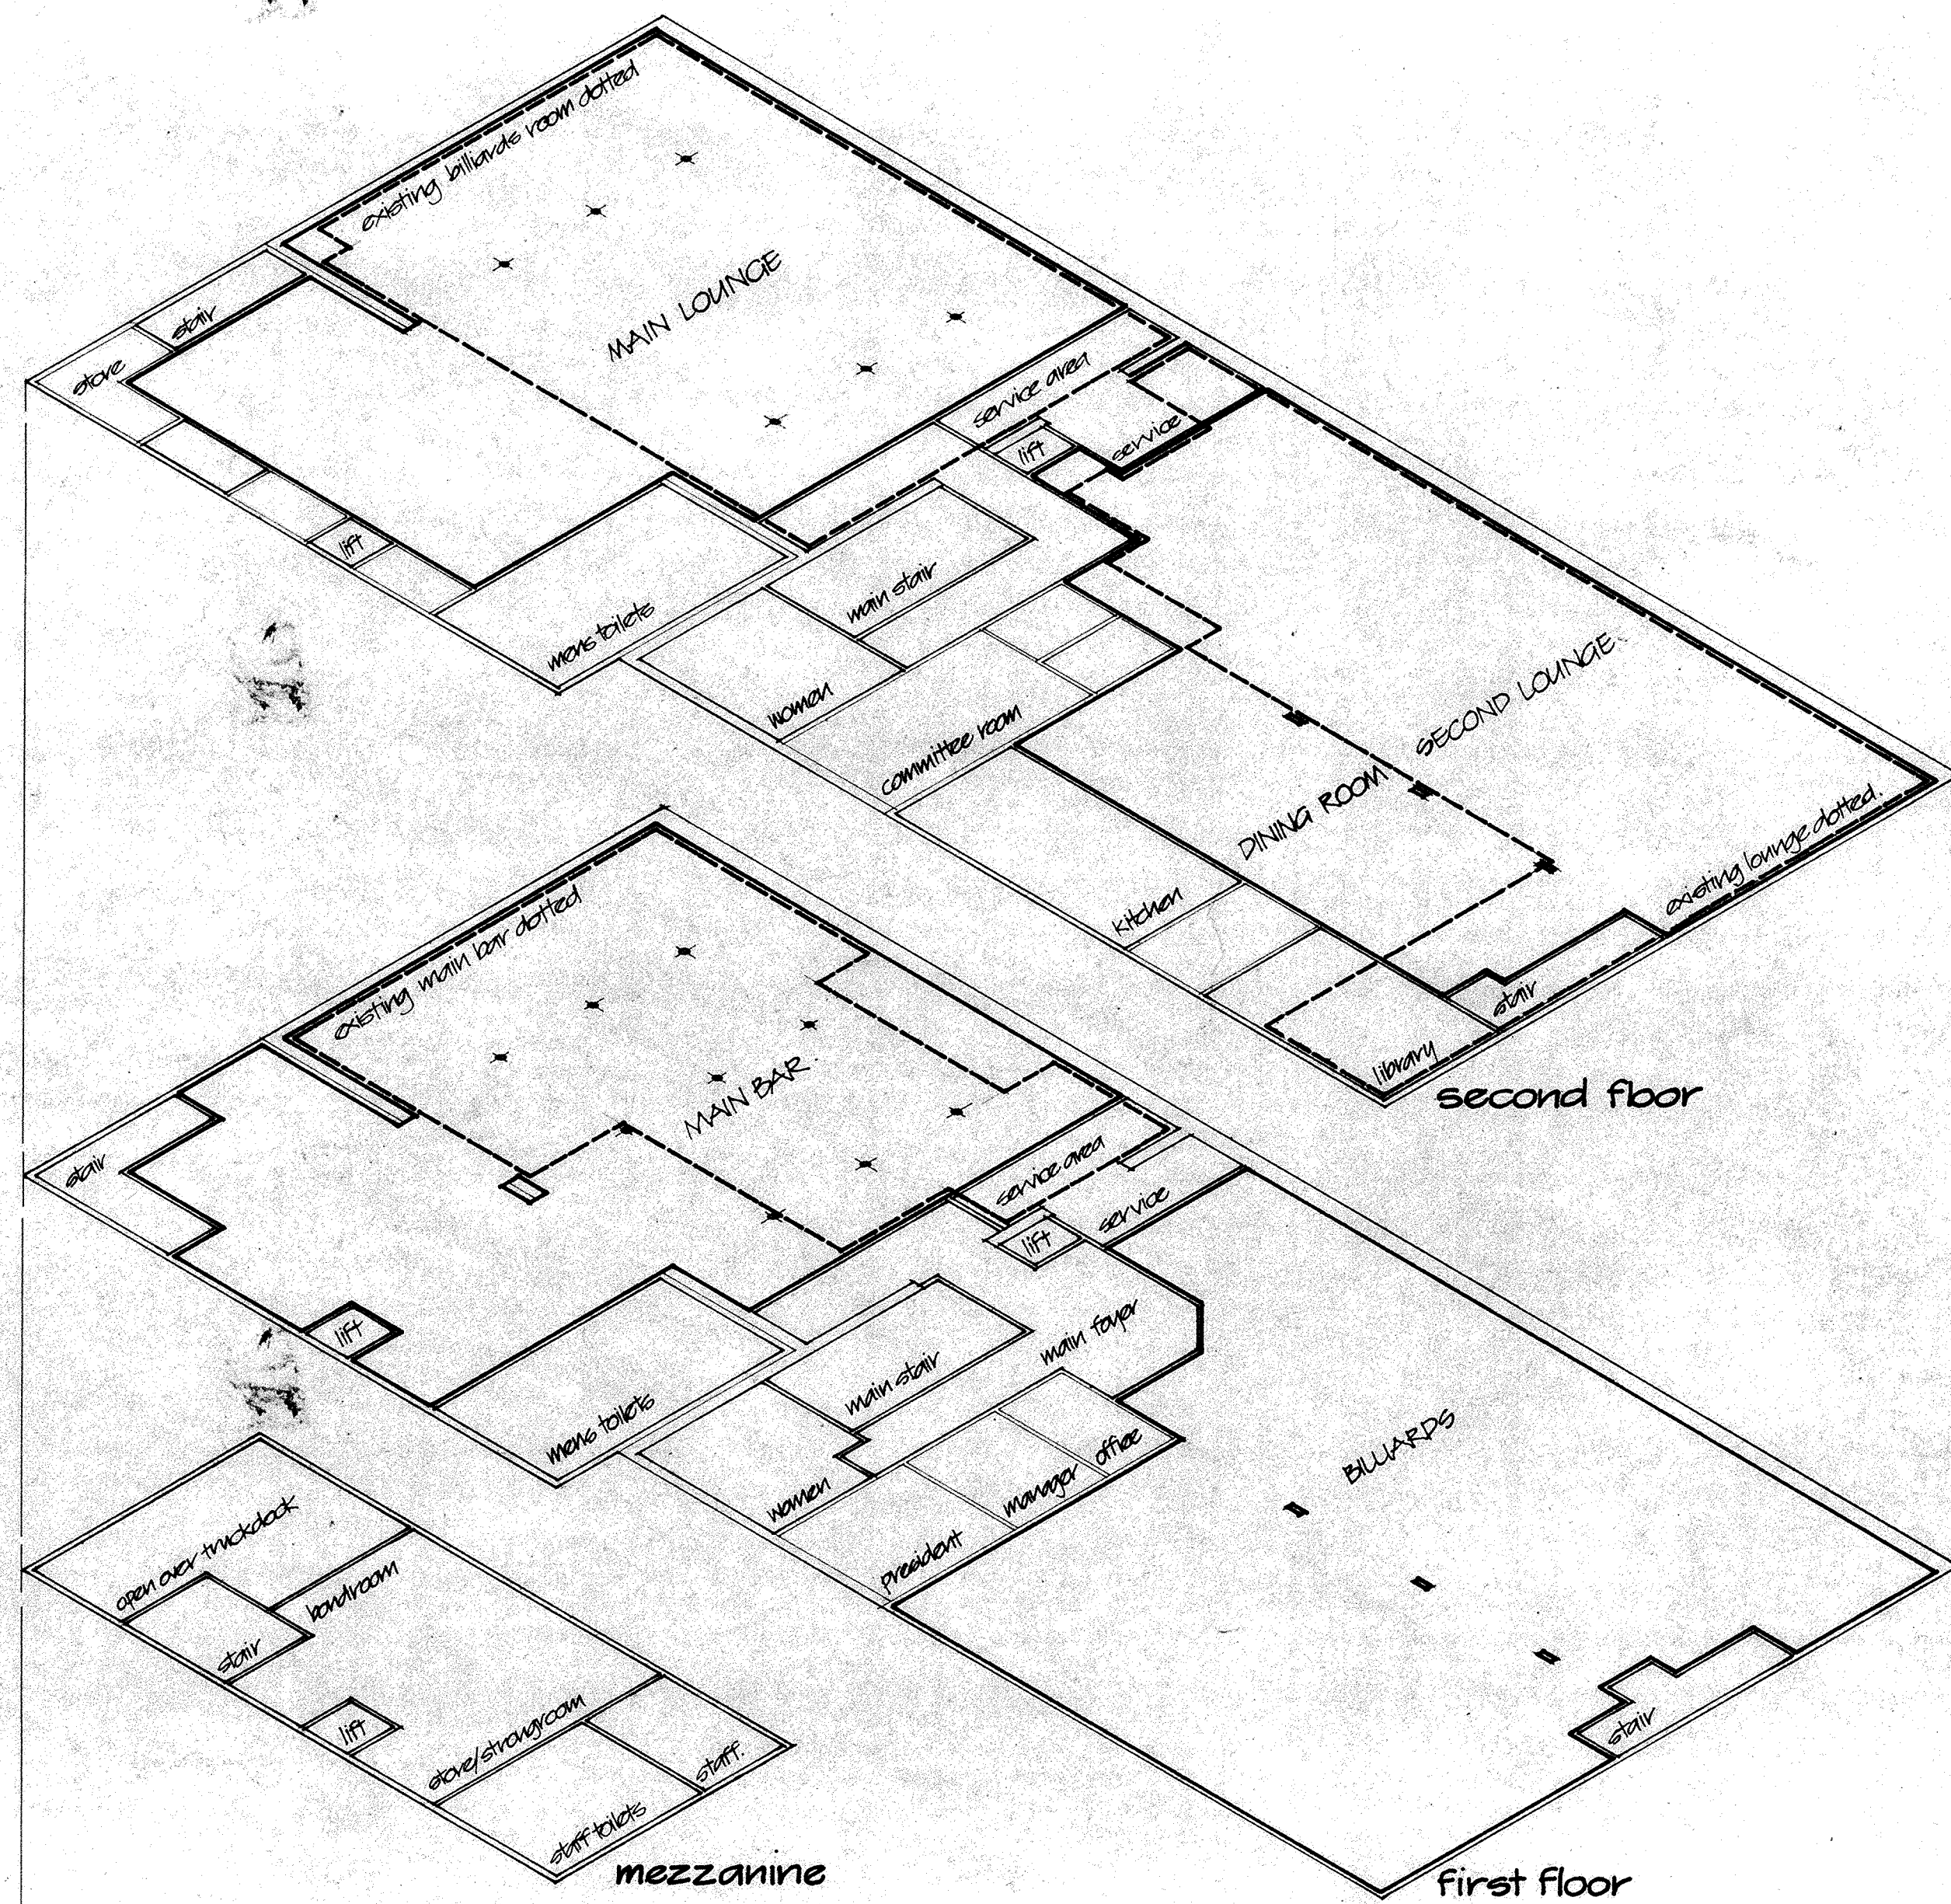 existing billiards room dotted
MAIN LOUNGE
stair
store
service area
lift
service
lift
mens toilets
main stair
women
committee room
SECOND LOUNGE
DINING ROOM
existing lounge dotted.
kitchen
stair
library
second floor
existing main bar dotted
MAIN BAR.
stair
service area
service
lift
lift
main foyer
main stair
mens toilets
women
office
manager
president
BILLIARDS
stair
first floor
open over truckdock
bondroom
stair
lift
store/strongroom
staff.
staff toilets
mezzanine